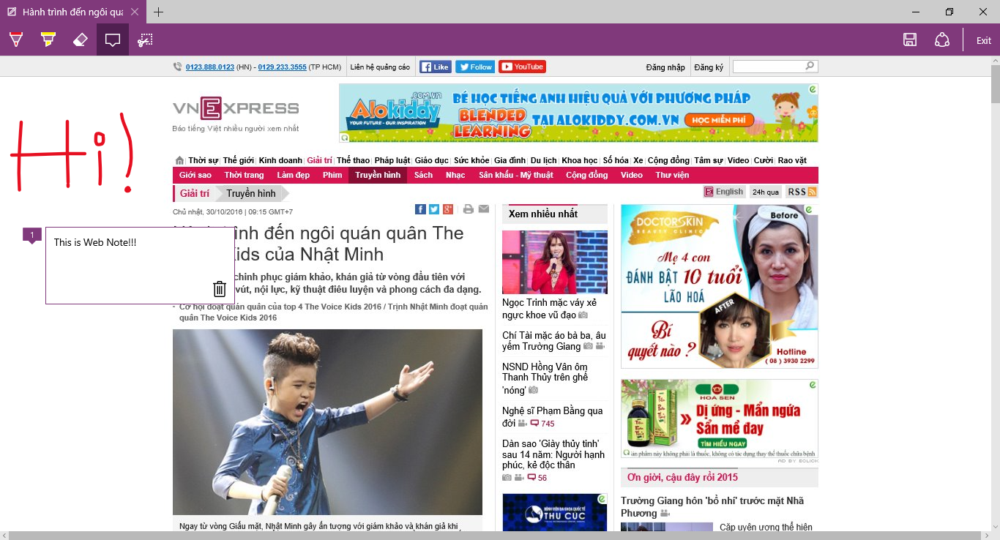 Hành trình đến ngôi quá
Exit
0123.888.0123 (HN) - 0129.233.3555 (TP HCM)
Liên hệ quảng cáo
Like
Follow
YouTube
Đăng nhập
Đăng ký
Hi!
VNEXPRESS
Báo tiếng Việt nhiều người xem nhất
Alokiddy .COM.VN
YOUR FUTURE - OUR INSPIRATION
BÉ HỌC TIẾNG ANH HIỆU QUẢ VỚI PHƯƠNG PHÁP
BLENDED LEARNING
TẠI ALOKIDDY.COM.VN
HỌC MIỄN PHÍ
Thời sự Thế giới Kinh doanh Giải trí Thể thao Pháp luật Giáo dục Sức khỏe Gia đình Du lịch Khoa học Số hóa Xe Cộng đồng Tâm sự Video Cười Rao vặt
Giới sao Thời trang Làm đẹp Phim Truyền hình Sách Nhạc Sân khấu - Mỹ thuật Cộng đồng Video Thư viện
Giải trí Truyền hình
E English 24h qua RSS
Chủ nhật, 30/10/2016 | 09:15 GMT+7
1
This is Web Note!!!
đến ngôi quán quân The
Kids của Nhật Minh
chinh phục giám khảo, khán giả từ vòng đầu tiên với
vút, nội lực, kỹ thuật điêu luyện và phong cách đa dạng.
Cơ hội đoạt quán quân của top 4 The Voice Kids 2016 / Trịnh Nhật Minh đoạt quán
quân The Voice Kids 2016
Ngay từ vòng Giấu mặt, Nhật Minh gây ấn tượng với giám khảo và khán giả khi
Xem nhiều nhất
Ngọc Trinh mặc váy xẻ
ngực khoe vũ đạo
Chí Tài mặc áo bà ba, âu
yếm Trường Giang
NSND Hồng Vân ôm
Thanh Thủy trên ghế
'nóng'
Nghệ sĩ Phạm Bằng qua
đời 745
Dàn sao 'Giày thủy tinh'
sau 14 năm: Người hạnh
phúc, kẻ độc thân
56
BỆNH VIỆN ĐA KHOA QUỐC TẾ
THU CÚC
DOCTORSKIN
BEAUTY CLINIC
Before
Mẹ 4 con
ĐÁNH BẬT 10 tuổi
LÃO HOÁ
AFTER
Bí
quyết nào ?
Hotline
( 08 ) 3930 2299
HOA SEN
Dị ứng - Mẩn ngứa
Sẩn mề đay
TÌM HIỂU NGAY
ản phẩm này không phải là thuốc, không có tác dụng thay thế thuốc chữa bệnh
AD BY ECLICK
Ơn giời, cậu đây rồi 2015
Trường Giang hôn 'bồ nhí' trước mặt Nhã
Phương
Cặp uyên ương thể hiện